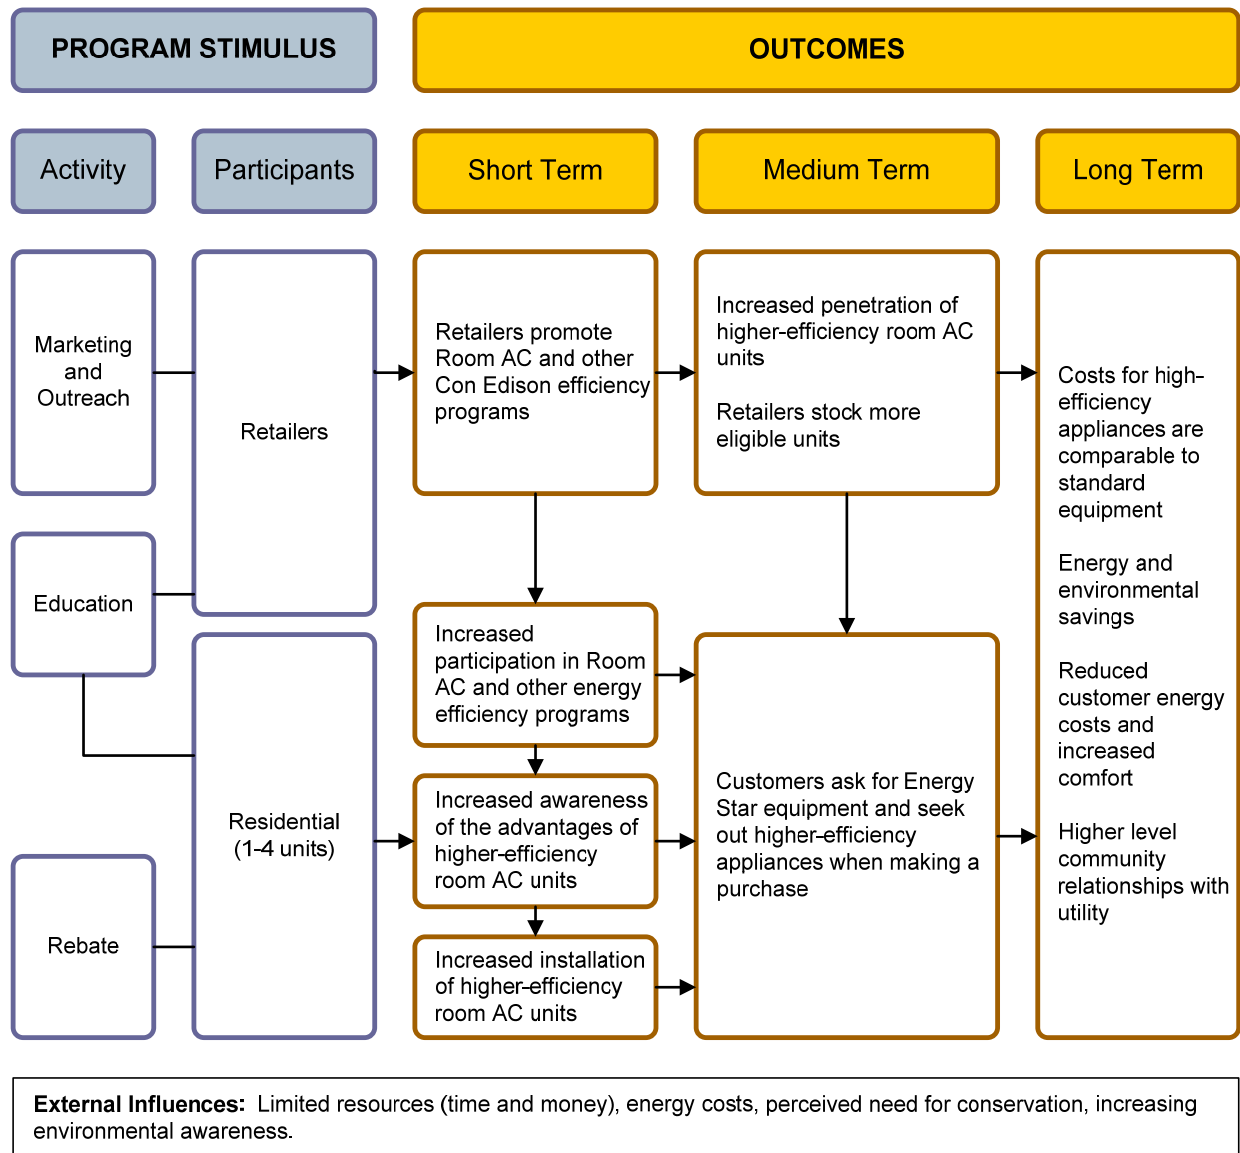 PROGRAM STIMULUS
OUTCOMES
Activity
Participants
Short Term
Medium Term
Long Term
Marketing
and
Outreach
Retailers
Retailers promote
Room AC and other
Con Edison efficiency
programs
Increased penetration of
higher-efficiency room AC
units
Retailers stock more
eligible units
Costs for high-
efficiency
appliances are
comparable to
standard
equipment
Energy and
environmental
savings
Reduced
customer energy
costs and
increased
comfort
Higher level
community
relationships with
utility
Education
Increased
participation in Room
AC and other energy
efficiency programs
Residential
(1-4 units)
Increased awareness
of the advantages of
higher-efficiency
room AC units
Customers ask for Energy
Star equipment and seek
out higher-efficiency
appliances when making a
purchase
Rebate
Increased installation
of higher-efficiency
room AC units
External Influences: Limited resources (time and money), energy costs, perceived need for conservation, increasing
environmental awareness.